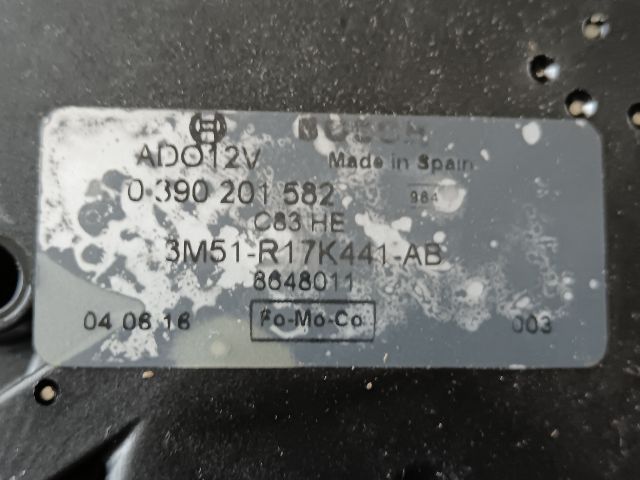 BOSCH
ADO12V Made in Spain
0 390 201 582 984
C83 HE
3M51-R17K441-AB
8648011
04 06 16 Fo-Mo-Co 003